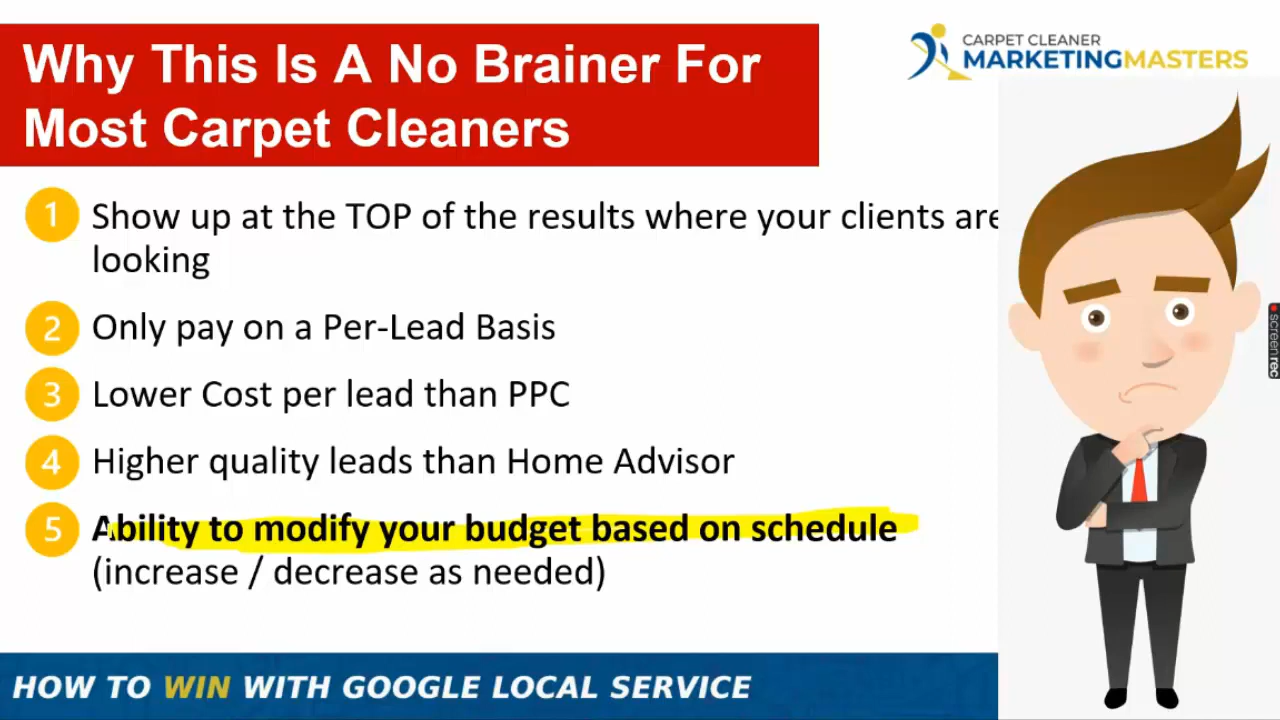 Why This Is A No Brainer For
Most Carpet Cleaners
CARPET CLEANER
MARKETINGMASTERS
1 Show up at the TOP of the results where your clients are
looking
2 Only pay on a Per-Lead Basis
3 Lower Cost per lead than PPC
4 Higher quality leads than Home Advisor
5 Ability to modify your budget based on schedule
(increase / decrease as needed)
screenrec
HOW TO WIN WITH GOOGLE LOCAL SERVICE